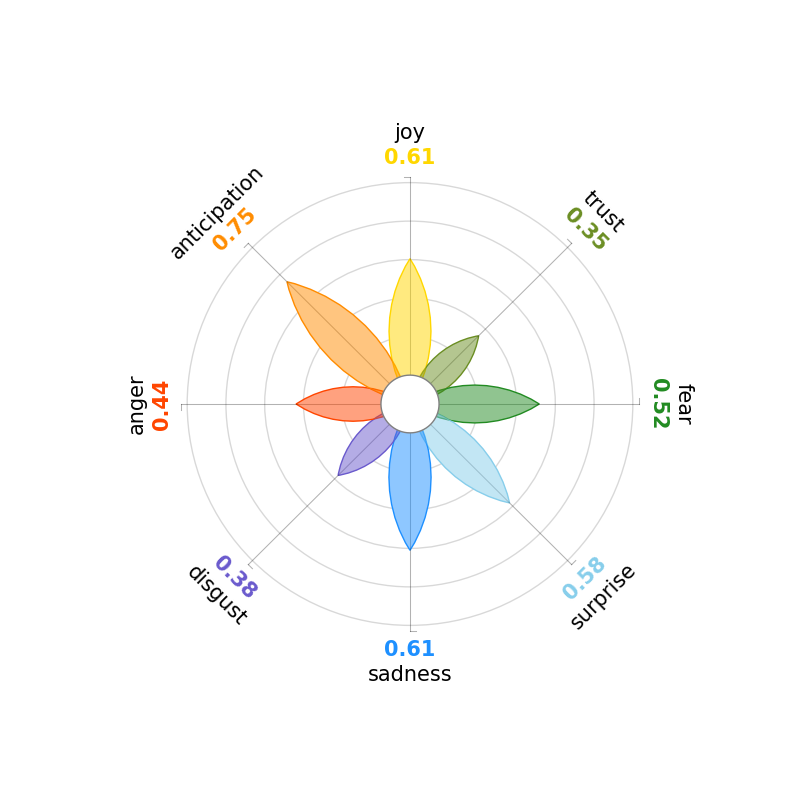 joy
0.61
trust
0.35
fear
0.52
surprise
0.58
0.61
sadness
0.38
disgust
anger
0.44
anticipation
0.75